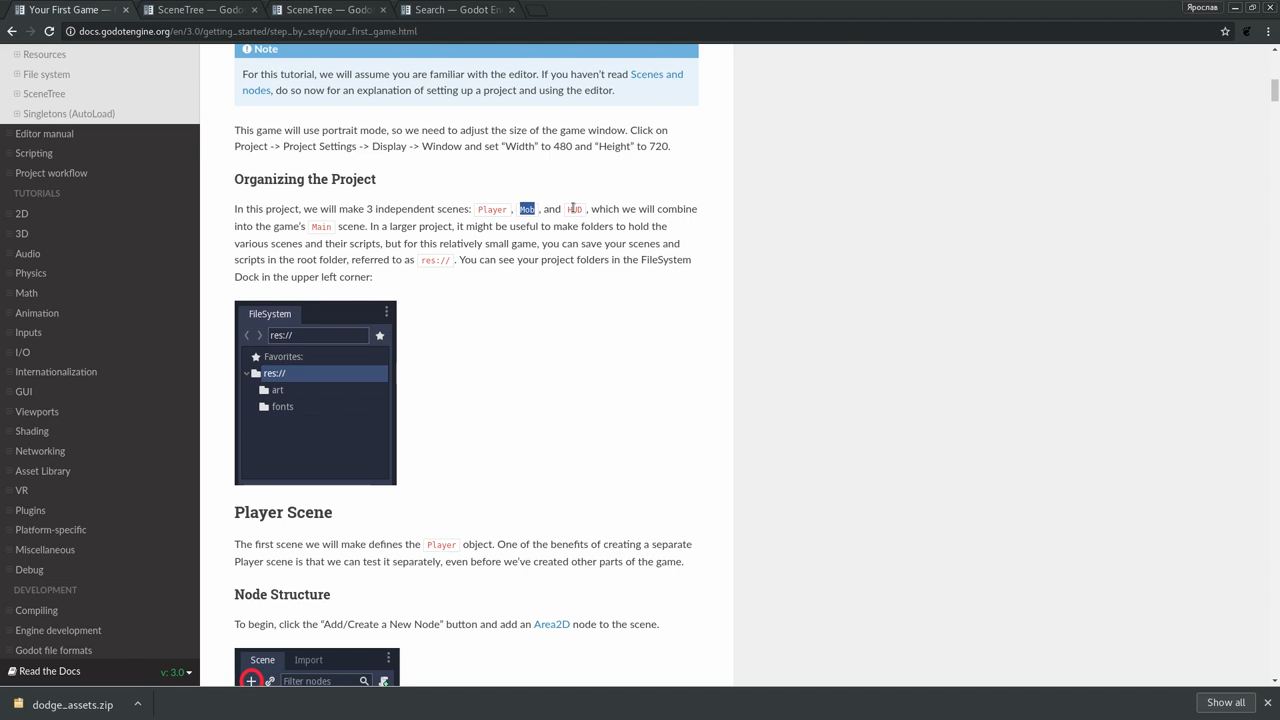 Your First Game —
SceneTree — Godo
SceneTree — Godo
Search — Godot En
Ярослав
docs.godotengine.org/en/3.0/getting_started/step_by_step/your_first_game.html
Resources
File system
SceneTree
Singletons (AutoLoad)
Editor manual
Scripting
Project workflow
TUTORIALS
2D
3D
Audio
Physics
Math
Animation
Inputs
I/O
Internationalization
GUI
Viewports
Shading
Networking
Asset Library
VR
Plugins
Platform-specific
Miscellaneous
Debug
DEVELOPMENT
Compiling
Engine development
Godot file formats
Read the Docs
v: 3.0
Note
For this tutorial, we will assume you are familiar with the editor. If you haven't read Scenes and
nodes, do so now for an explanation of setting up a project and using the editor.
This game will use portrait mode, so we need to adjust the size of the game window. Click on
Project -> Project Settings -> Display -> Window and set “Width” to 480 and “Height” to 720.
Organizing the Project
In this project, we will make 3 independent scenes: Player , Mob , and HUD , which we will combine
into the game's Main scene. In a larger project, it might be useful to make folders to hold the
various scenes and their scripts, but for this relatively small game, you can save your scenes and
scripts in the root folder, referred to as res:// . You can see your project folders in the FileSystem
Dock in the upper left corner:
FileSystem
res://
Favorites:
res://
art
fonts
Player Scene
The first scene we will make defines the Player object. One of the benefits of creating a separate
Player scene is that we can test it separately, even before we've created other parts of the game.
Node Structure
To begin, click the “Add/Create a New Node” button and add an Area2D node to the scene.
Scene
Import
Filter nodes
dodge_assets.zip
Show all